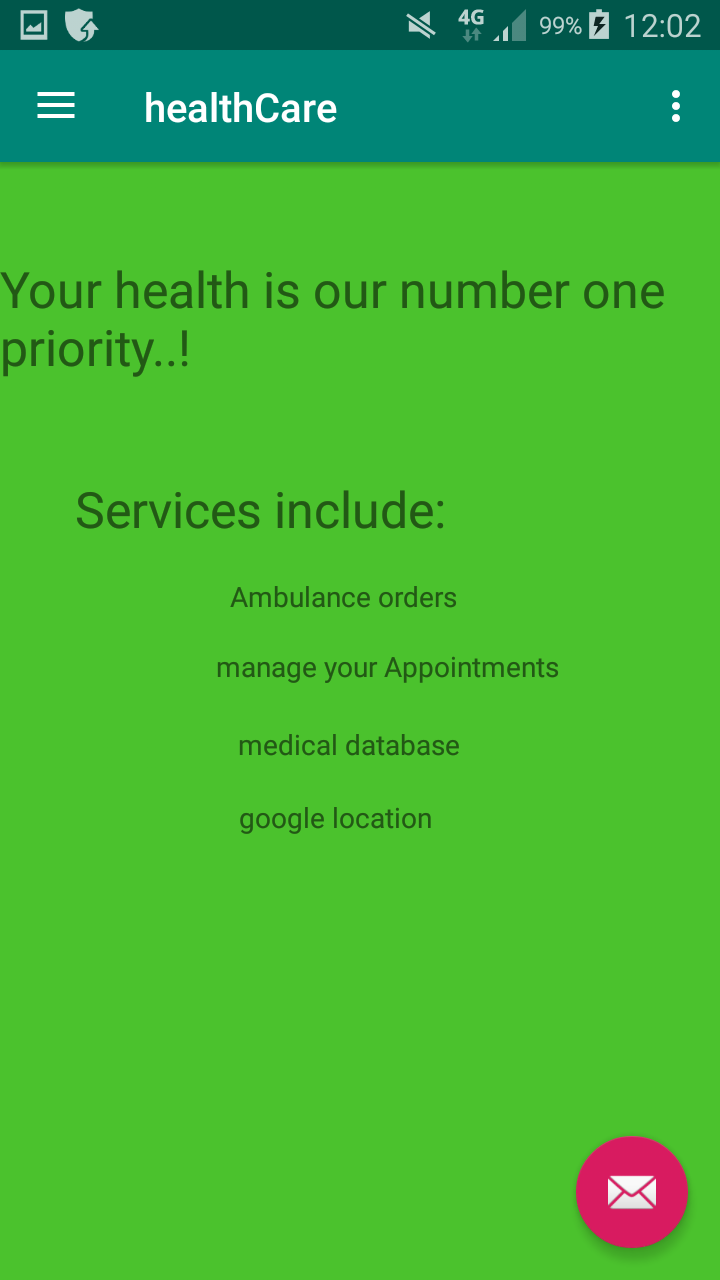 4G 99% 12:02
healthCare
Your health is our number one
priority..!
Services include:
Ambulance orders
manage your Appointments
medical database
google location